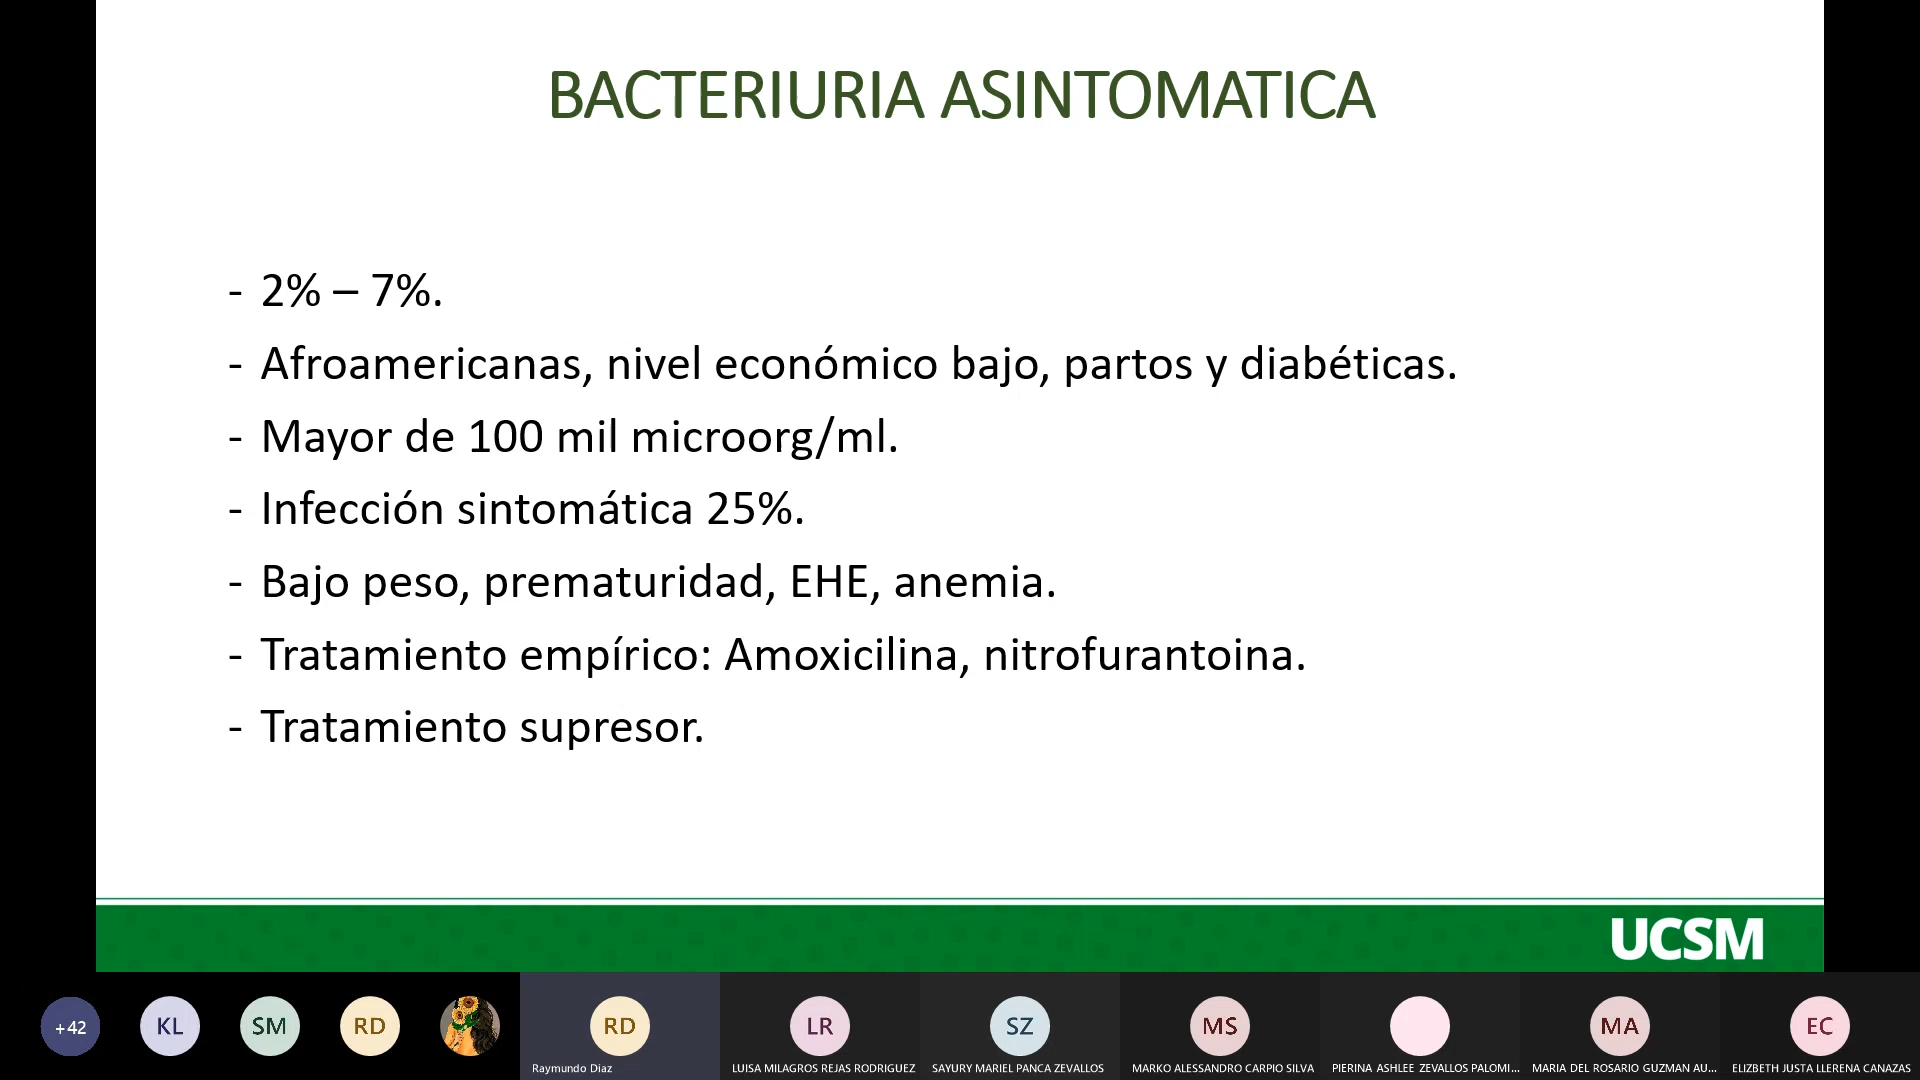 BACTERIURIA ASINTOMATICA
- 2% – 7%.
- Afroamericanas, nivel económico bajo, partos y diabéticas.
- Mayor de 100 mil microorg/ml.
- Infección sintomática 25%.
- Bajo peso, prematuridad, EHE, anemia.
- Tratamiento empírico: Amoxicilina, nitrofurantoina.
- Tratamiento supresor.
UCSM
+42 KL SM RD RD LR SZ MS MA EC
Raymundo Diaz LUISA MILAGROS REJAS RODRIGUEZ SAYURY MARIEL PANCA ZEVALLOS MARKO ALESSANDRO CARPIO SILVA PIERINA ASHLEE ZEVALLOS PALOMI... MARIA DEL ROSARIO GUZMAN AU... ELIZBETH JUSTA LLERENA CANAZAS